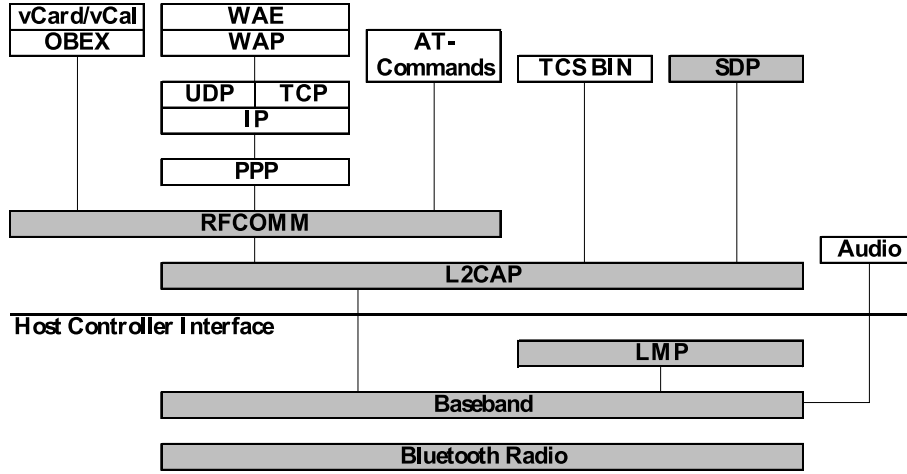 vCard/vCal
OBEX
WAE
WAP
AT-
Commands
TCS BIN
SDP
UDP
TCP
IP
PPP
RFCOMM
Audio
L2CAP
Host Controller Interface
LMP
Baseband
Bluetooth Radio